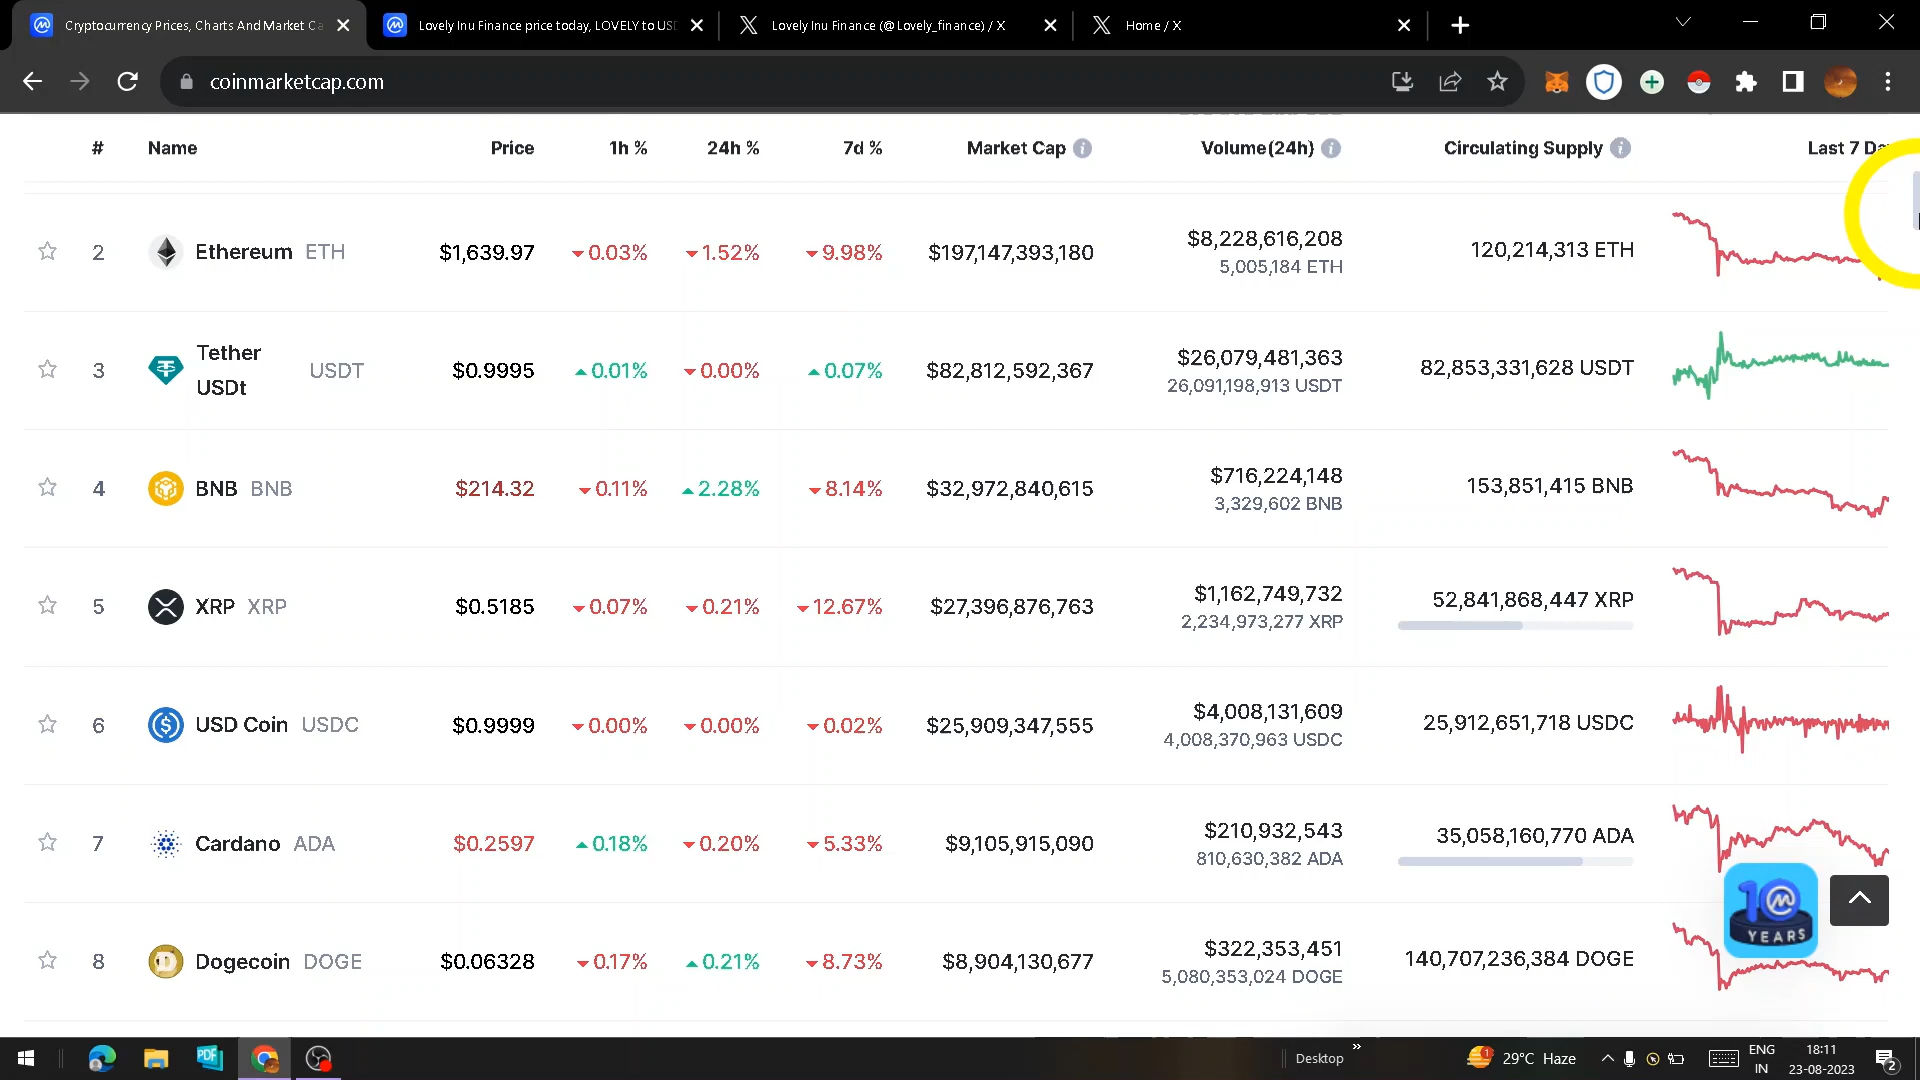 Cryptocurrency Prices, Charts And Market Ca
Lovely Inu Finance price today, LOVELY to USD
Lovely Inu Finance (@Lovely_finance) / X
Home / X
coinmarketcap.com
# Name Price 1h % 24h % 7d % Market Cap Volume(24h) Circulating Supply Last 7 Da
2 Ethereum ETH $1,639.97 0.03% 1.52% 9.98% $197,147,393,180 $8,228,616,208 120,214,313 ETH
5,005,184 ETH
3 Tether USDt USDT $0.9995 0.01% 0.00% 0.07% $82,812,592,367 $26,079,481,363 82,853,331,628 USDT
26,091,198,913 USDT
4 BNB BNB $214.32 0.11% 2.28% 8.14% $32,972,840,615 $716,224,148 153,851,415 BNB
3,329,602 BNB
5 XRP XRP $0.5185 0.07% 0.21% 12.67% $27,396,876,763 $1,162,749,732 52,841,868,447 XRP
2,234,973,277 XRP
6 USD Coin USDC $0.9999 0.00% 0.00% 0.02% $25,909,347,555 $4,008,131,609 25,912,651,718 USDC
4,008,370,963 USDC
7 Cardano ADA $0.2597 0.18% 0.20% 5.33% $9,105,915,090 $210,932,543 35,058,160,770 ADA
810,630,382 ADA
8 Dogecoin DOGE $0.06328 0.17% 0.21% 8.73% $8,904,130,677 $322,353,451 140,707,236,384 DOGE
5,080,353,024 DOGE
10
YEARS
PDF
Desktop
1
29°C Haze
ENG
IN
18:11
23-08-2023
2